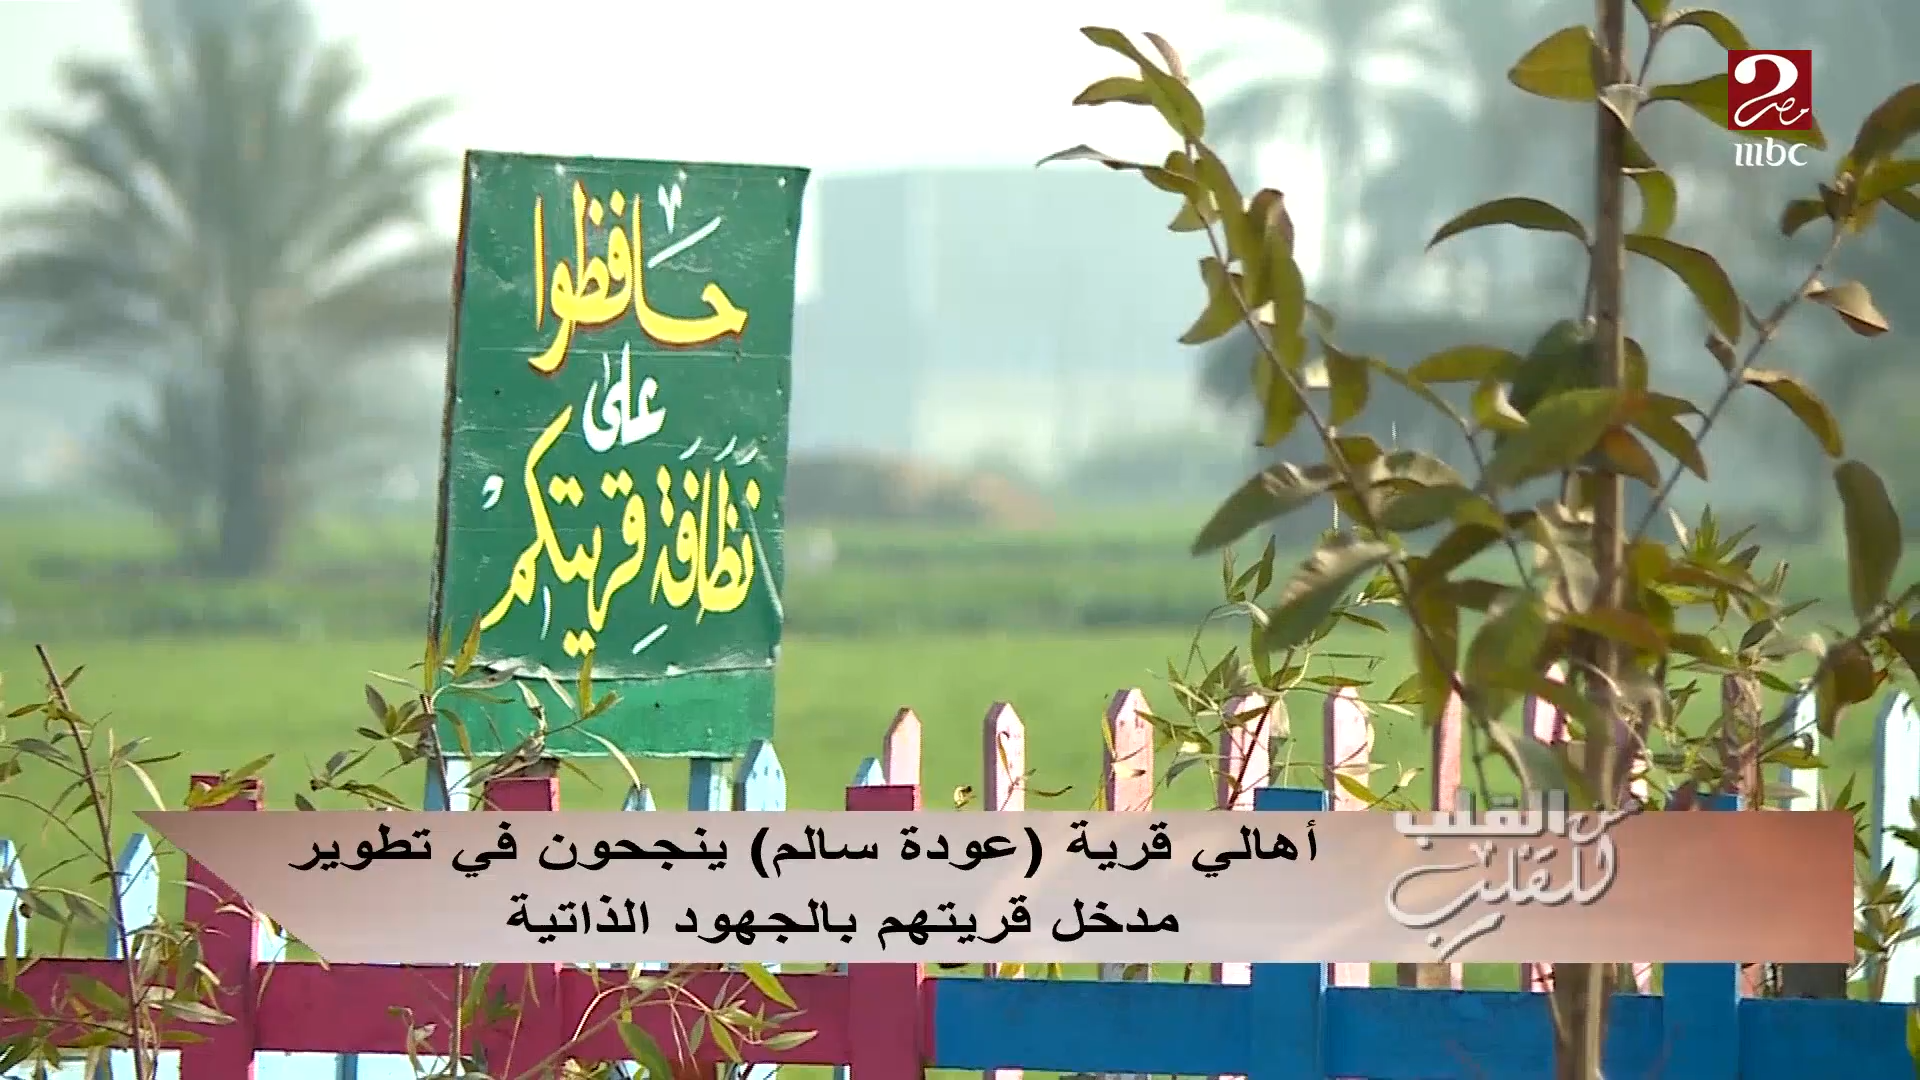 مصر
mbc
حافظوا
على
نظافة قريتكم
من القلب
للقلب
أهالي قرية (عودة سالم) ينجحون في تطوير
مدخل قريتهم بالجهود الذاتية